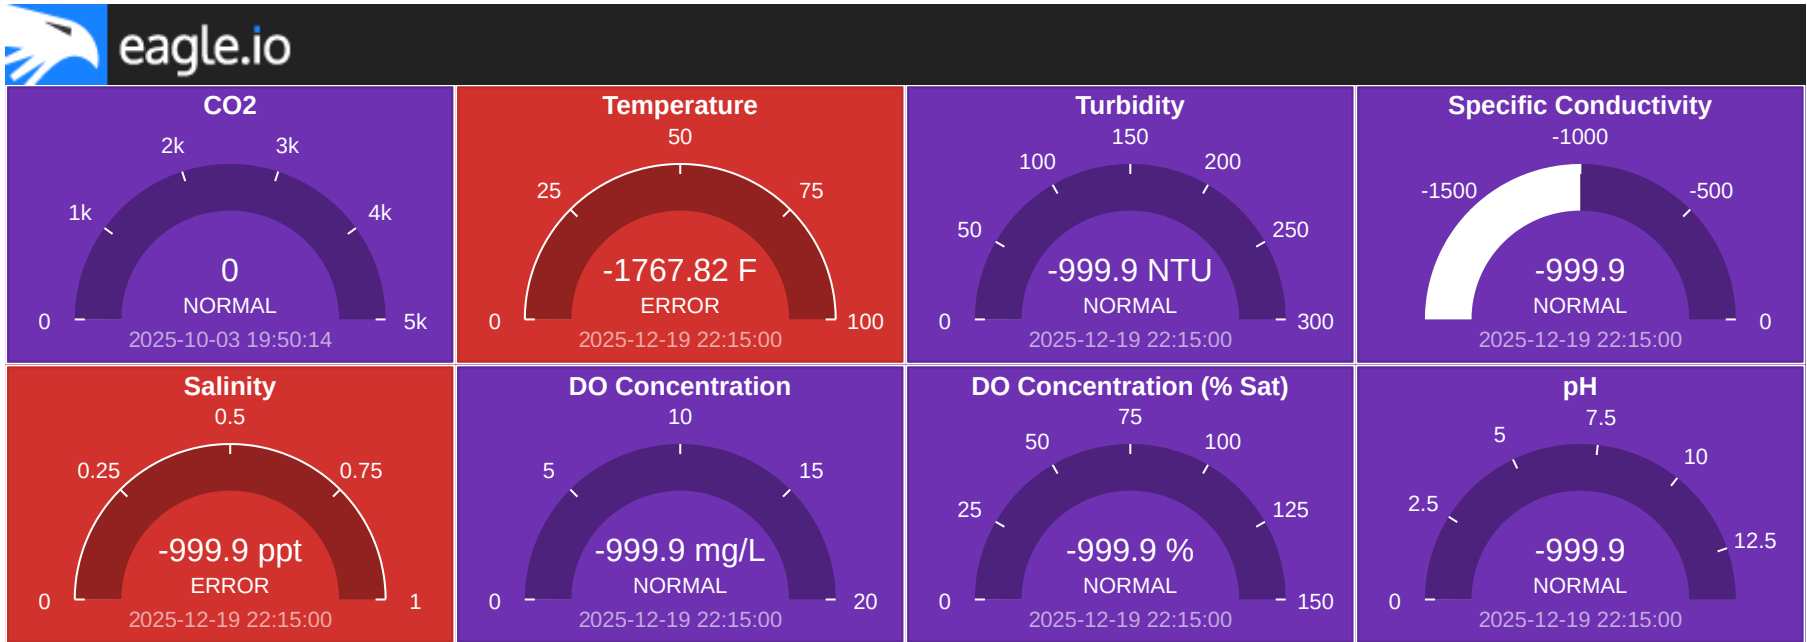 eagle.io
CO2
2k
3k
1k
4k
0
NORMAL
0
5k
2025-10-03 19:50:14
Temperature
50
25
75
-1767.82 F
ERROR
0
100
2025-12-19 22:15:00
Turbidity
150
100
200
50
250
-999.9 NTU
NORMAL
0
300
2025-12-19 22:15:00
Specific Conductivity
-1000
-1500
-500
-999.9
NORMAL
0
2025-12-19 22:15:00
Salinity
0.5
0.25
0.75
-999.9 ppt
ERROR
0
1
2025-12-19 22:15:00
DO Concentration
10
5
15
-999.9 mg/L
NORMAL
0
20
2025-12-19 22:15:00
DO Concentration (% Sat)
75
50
100
25
125
-999.9 %
NORMAL
0
150
2025-12-19 22:15:00
pH
7.5
5
10
2.5
12.5
-999.9
NORMAL
0
2025-12-19 22:15:00